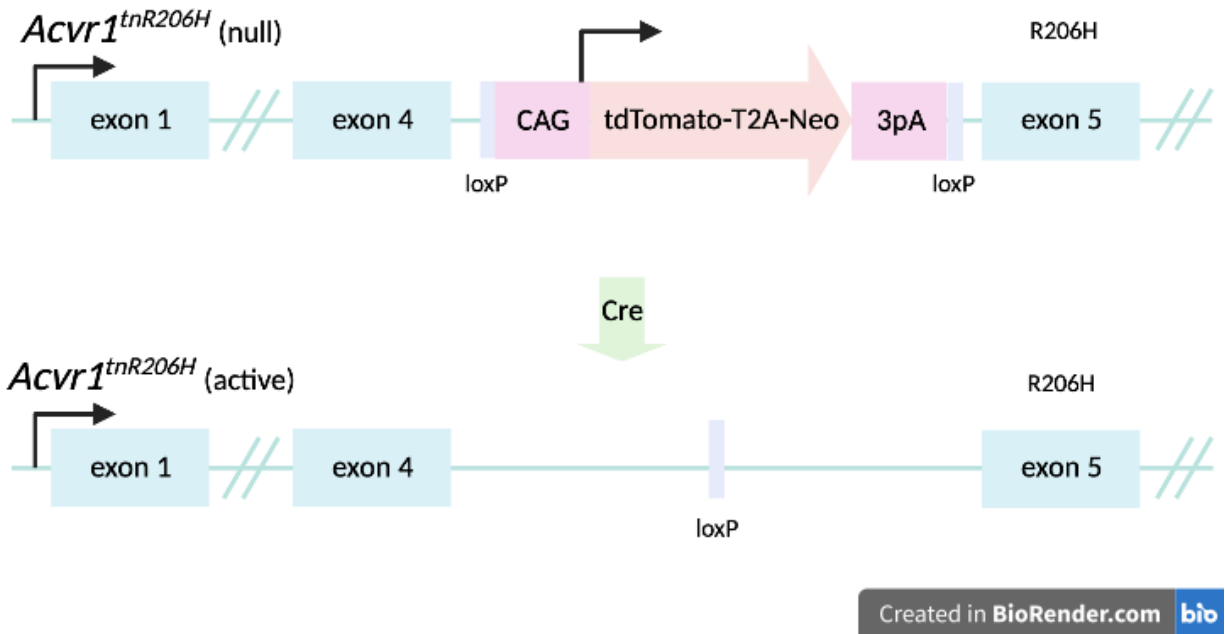 Acvr1tnR206H (null)
R206H
exon 1
exon 4
CAG
tdTomato-T2A-Neo
3pA
exon 5
loxP
loxP
Cre
Acvr1tnR206H (active)
R206H
exon 1
exon 4
exon 5
loxP
Created in BioRender.com bio